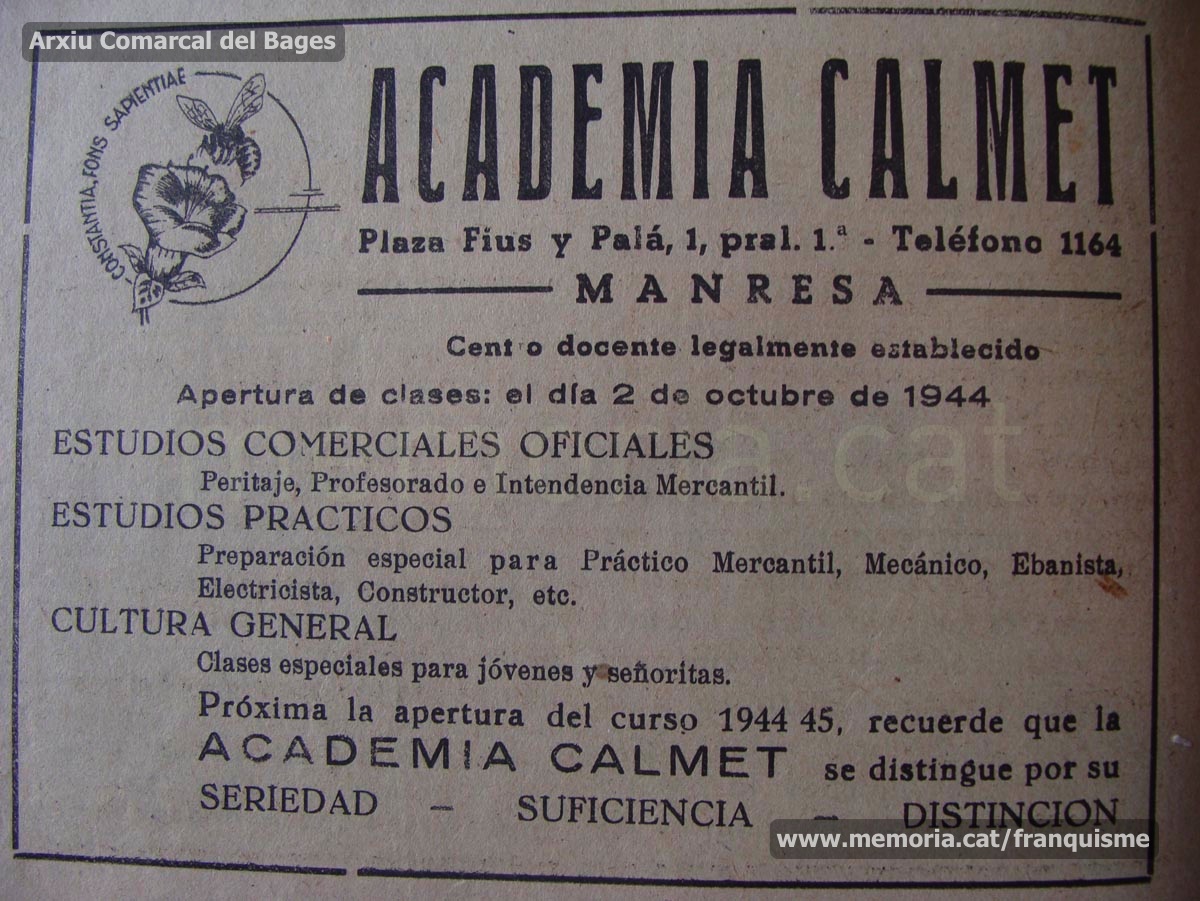 Arxiu Comarcal del Bages
CONSTANTIA, FONS SAPIENTIAE
ACADEMIA CALMET
Plaza Fius y Palá, 1, pral. 1.ª - Teléfono 1164
MANRESA
Cent o docente legalmente establecido
Apertura de clases: el día 2 de octubre de 1944
ESTUDIOS COMERCIALES OFICIALES
Peritaje, Profesorado e Intendencia Mercantil.
ESTUDIOS PRACTICOS
Preparación especial para Práctico Mercantil, Mecánico, Ebanista,
Electricista, Constructor, etc.
CULTURA GENERAL
Clases especiales para jóvenes y señoritas.
Próxima la apertura del curso 1944 45, recuerde que la
ACADEMIA CALMET se distingue por su
SERIEDAD – SUFICIENCIA – DISTINCION
www.memoria.cat/franquisme